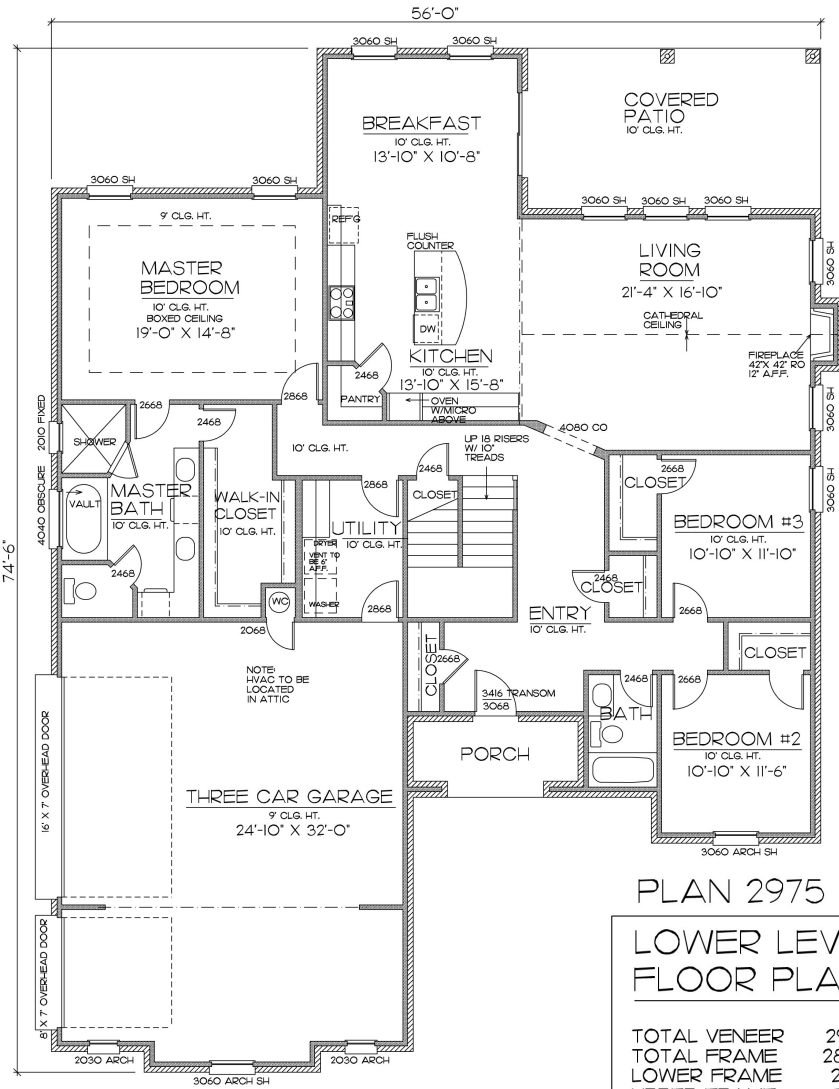 56'-0"
3060 SH
3060 SH
COVERED
PATIO
10' CLG. HT.
BREAKFAST
10' CLG. HT.
13'-10" X 10'-8"
3060 SH
3060 SH
3060 SH
3060 SH
3060 SH
9' CLG. HT.
REF'G
FLUSH
COUNTER
MASTER
BEDROOM
10' CLG. HT.
BOXED CEILING
19'-0" X 14'-8"
LIVING
ROOM
21'-4" X 16'-10"
3060 SH
CATHEDRAL
CEILING
DW
FIREPLACE
42"X 42" RO
12" A.F.F.
KITCHEN
10' CLG. HT.
13'-10" X 15'-8"
2468
2868
PANTRY
OVEN
W/MICRO
ABOVE
3060 SH
2010 FIXED
2668
2468
SHOWER
10' CLG. HT.
4080 CO
UP 18 RISERS
W/ 10"
TREADS
2468
2868
CLOSET
CLOSET
2668
3060 SH
4040 OBSCURE
VAULT
MASTER
BATH
10' CLG. HT.
WALK-IN
CLOSET
10' CLG. HT.
UTILITY
10' CLG. HT.
DRYER
VENT TO
BE 6"
A.F.F.
WASHER
BEDROOM #3
10' CLG. HT.
10'-10" X 11'-10"
74'-6"
2468
2468
CLOSET
WC
2868
2668
ENTRY
10' CLG. HT.
2068
CLOSET
2668
CLOSET
NOTE:
HVAC TO BE
LOCATED
IN ATTIC
2468
2668
3416 TRANSOM
3068
BATH
16' X 7' OVERHEAD DOOR
PORCH
BEDROOM #2
10' CLG. HT.
10'-10" X 11'-6"
THREE CAR GARAGE
9' CLG. HT.
24'-10" X 32'-0"
3060 ARCH SH
8' X 7' OVERHEAD DOOR
2030 ARCH
3060 ARCH SH
2030 ARCH
PLAN 2975
LOWER LEV
FLOOR PLA
TOTAL VENEER 29
TOTAL FRAME 28
LOWER FRAME 2